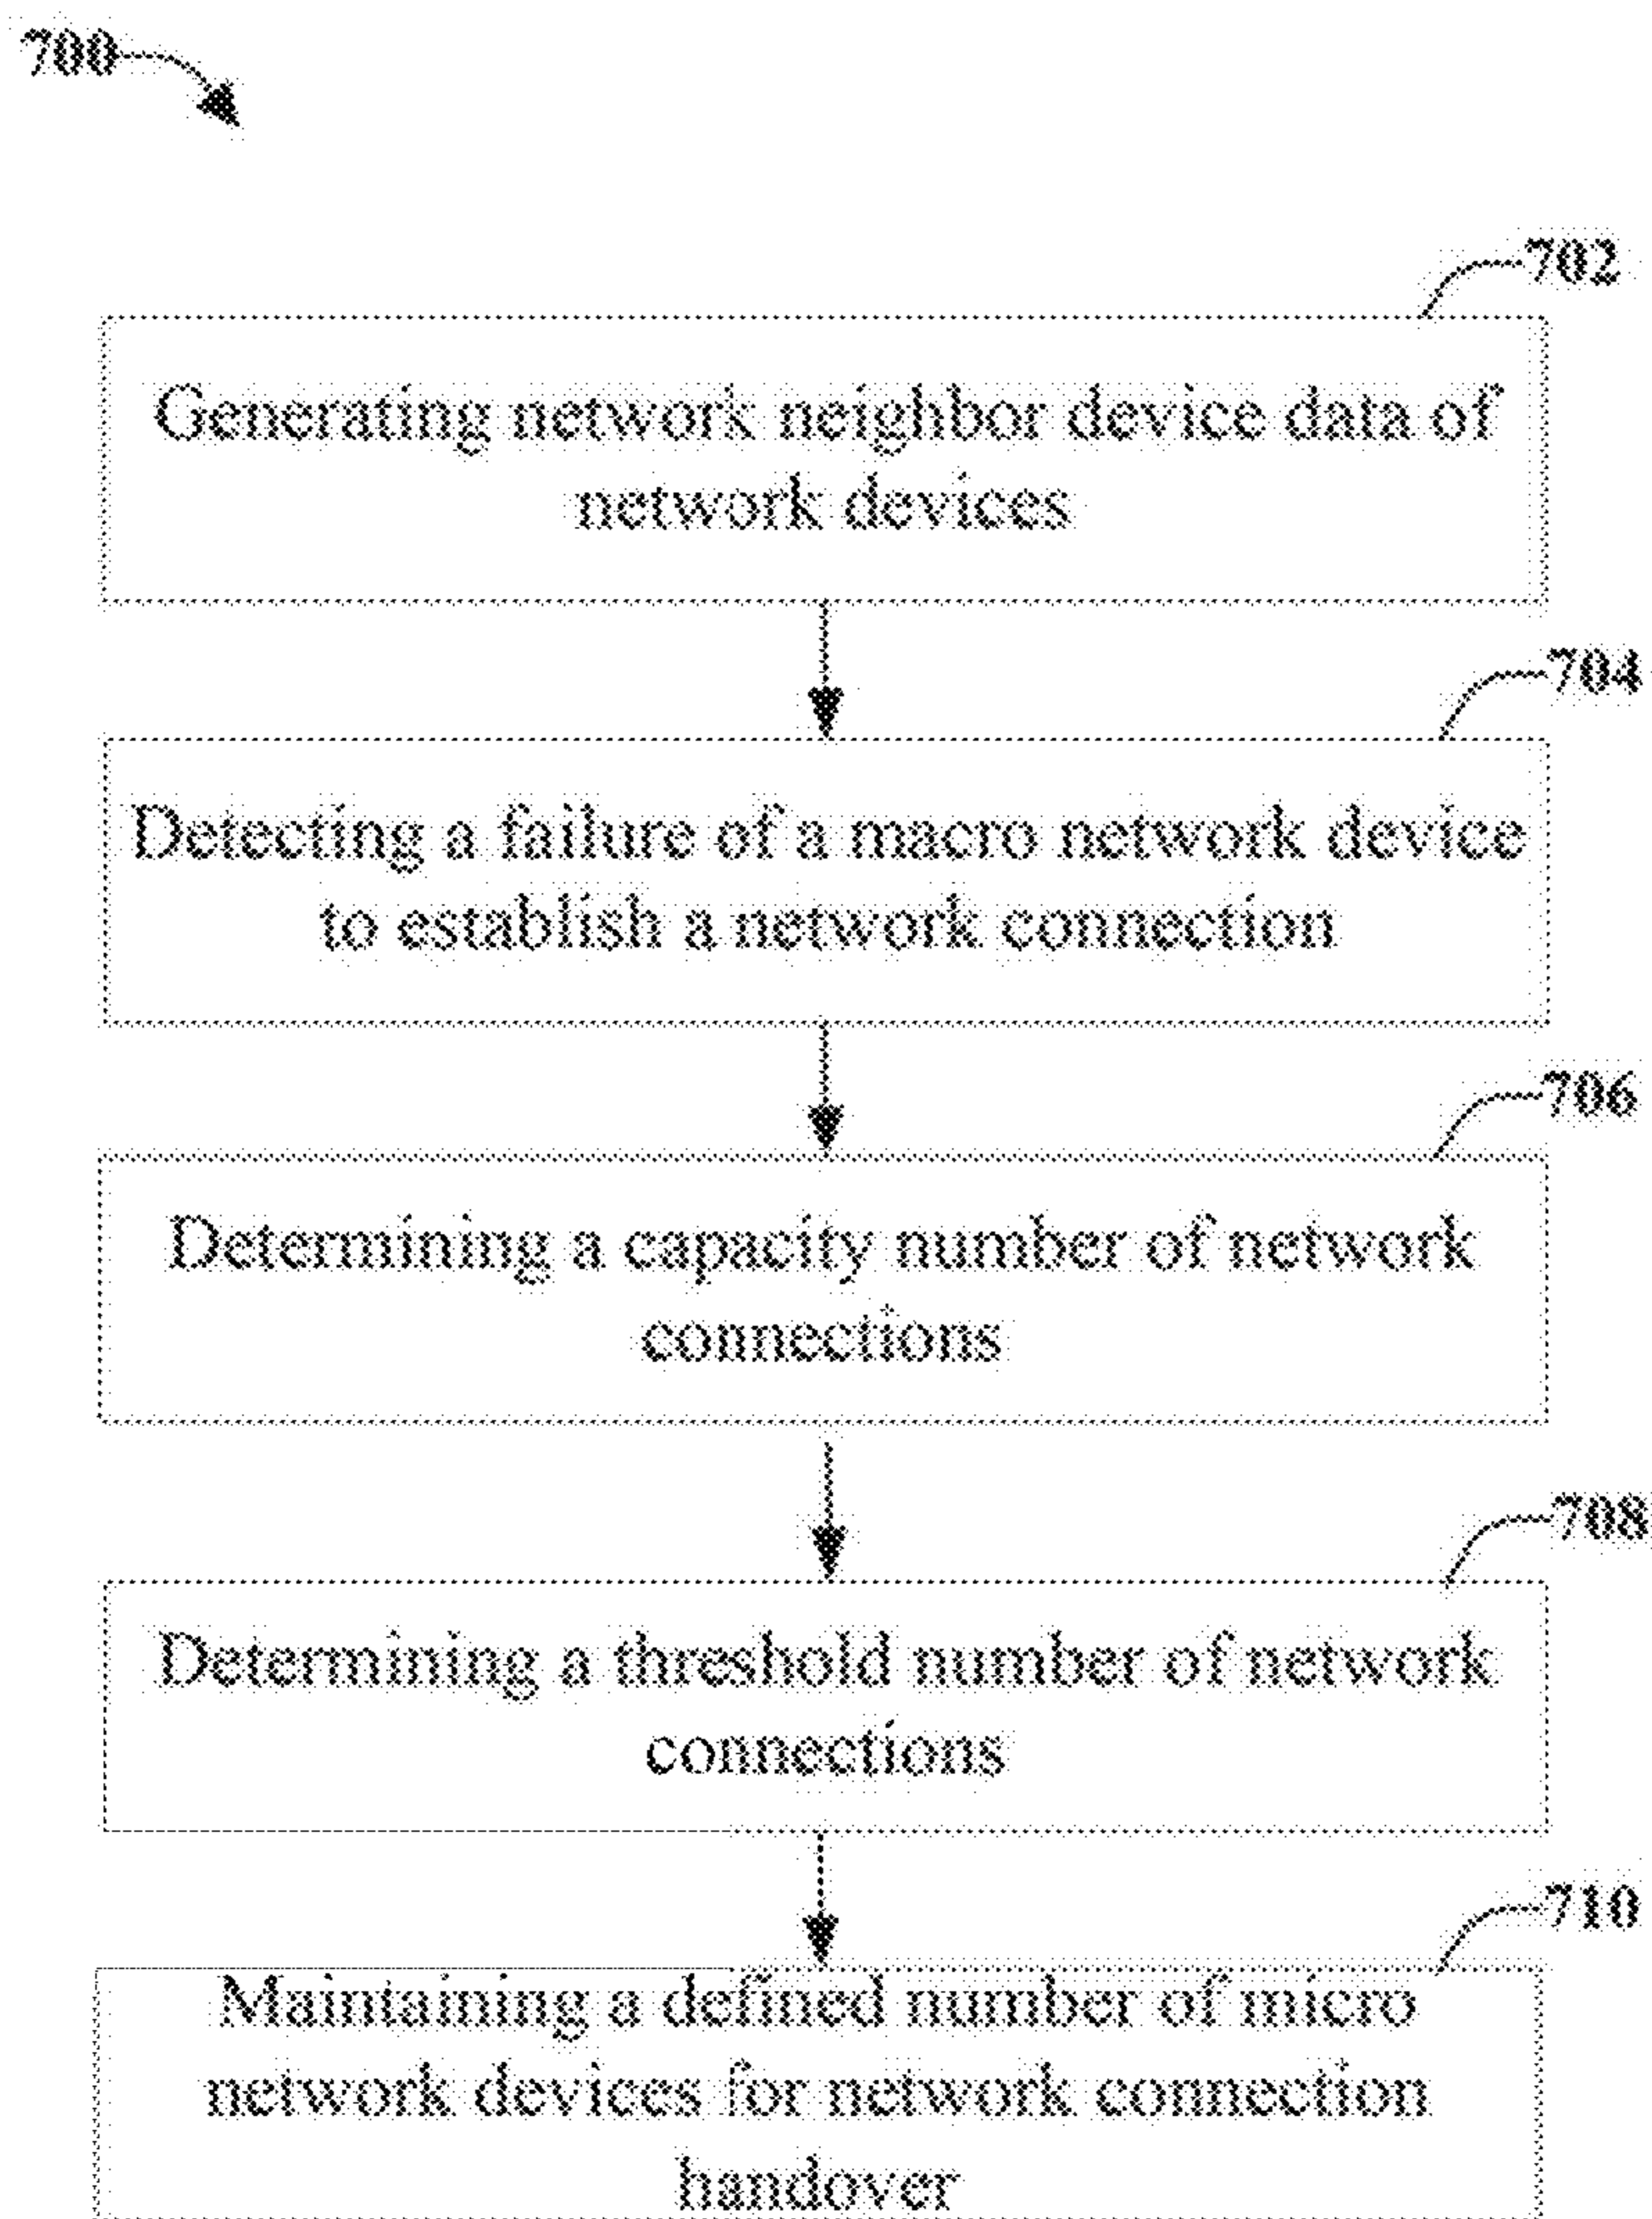 700
702
Generating network neighbor device data of
network devices
704
Detecting a failure of a macro network device
to establish a network connection
706
Determining a capacity number of network
connections
708
Determining a threshold number of network
connections
710
Maintaining a defined number of micro
network devices for network connection
handover